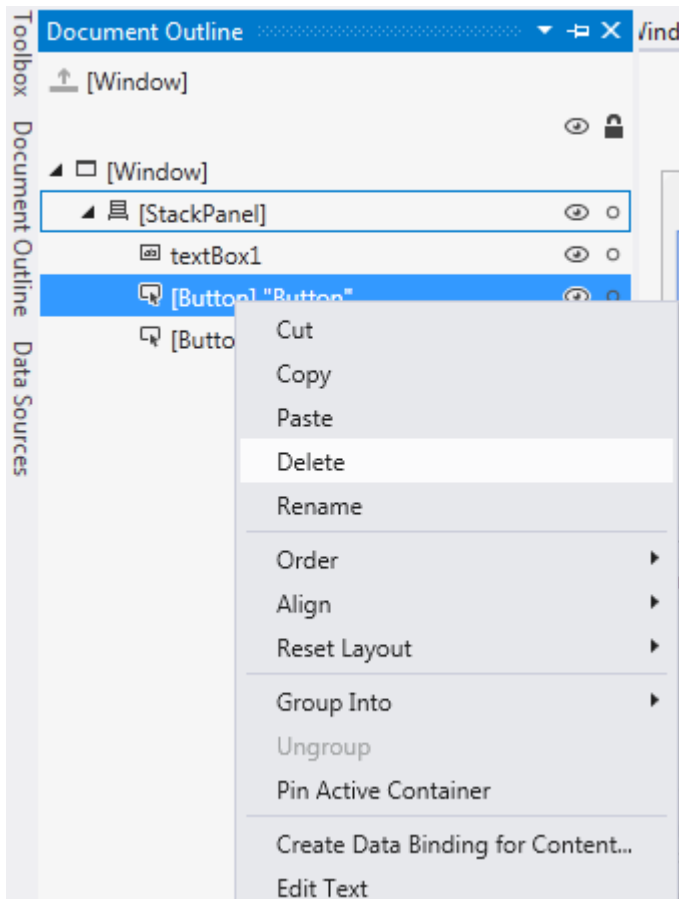 Toolbox
Document Outline
Data Sources
Document Outline
[Window]
[Window]
[StackPanel]
textBox1
[Button] "Button"
[Butto
Cut
Copy
Paste
Delete
Rename
Order
Align
Reset Layout
Group Into
Ungroup
Pin Active Container
Create Data Binding for Content...
Edit Text